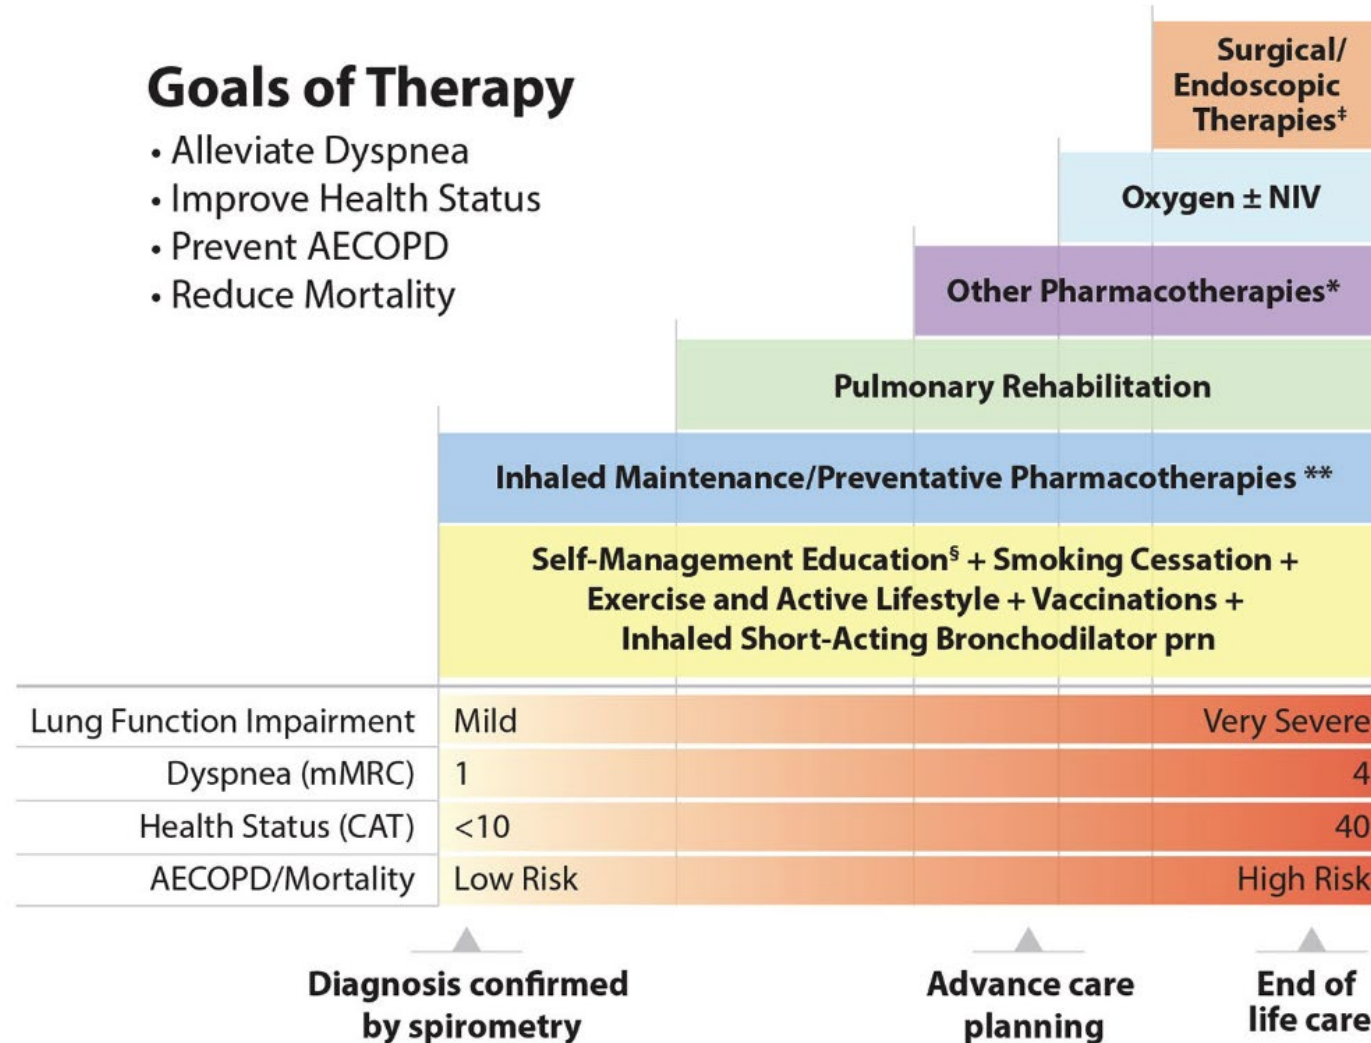 Goals of Therapy
• Alleviate Dyspnea
• Improve Health Status
• Prevent AECOPD
• Reduce Mortality
Surgical/
Endoscopic
Therapies‡
Oxygen ± NIV
Other Pharmacotherapies*
Pulmonary Rehabilitation
Inhaled Maintenance/Preventative Pharmacotherapies **
Self-Management Education§ + Smoking Cessation +
Exercise and Active Lifestyle + Vaccinations +
Inhaled Short-Acting Bronchodilator prn
Lung Function Impairment Mild Very Severe
Dyspnea (mMRC) 1 4
Health Status (CAT) <10 40
AECOPD/Mortality Low Risk High Risk
Diagnosis confirmed
by spirometry
Advance care
planning
End of
life care